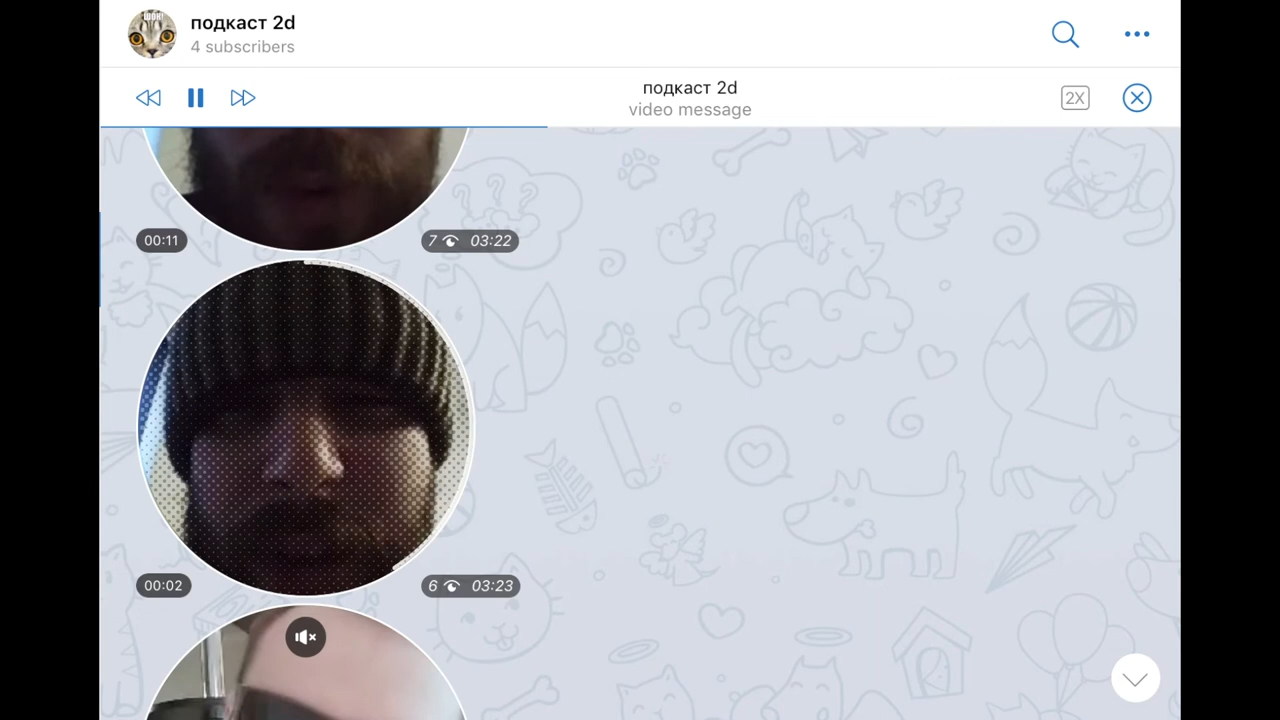 ШОК!
подкаст 2d
4 subscribers
подкаст 2d
video message
2X
00:11
7 03:22
???
00:02
6 03:23